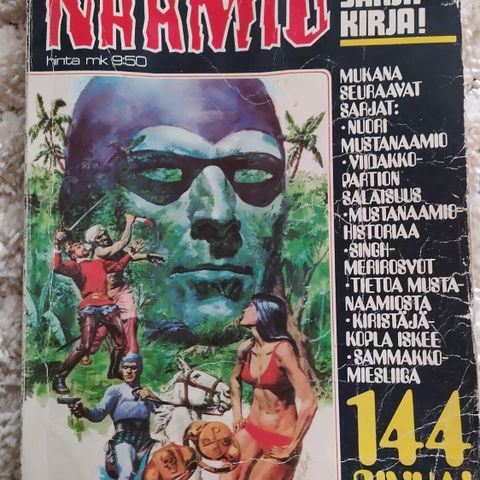 NAAMIO
hinta mk 9:50
SARJA-
KIRJA!
MUKANA
SEURAAVAT
SARJAT:
•NUORI
MUSTANAAMIO
•VIIDAKKO-
PARTION
SALAISUUS
•MUSTANAAMIO-
HISTORIAA
•SINGH-
MERIROSVOT
•TIETOA MUSTA-
NAAMIOSTA
•KIRISTÄJÄ-
KOPLA ISKEE
•SAMMAKKO-
MIESLIIGA
144
SIVUA!